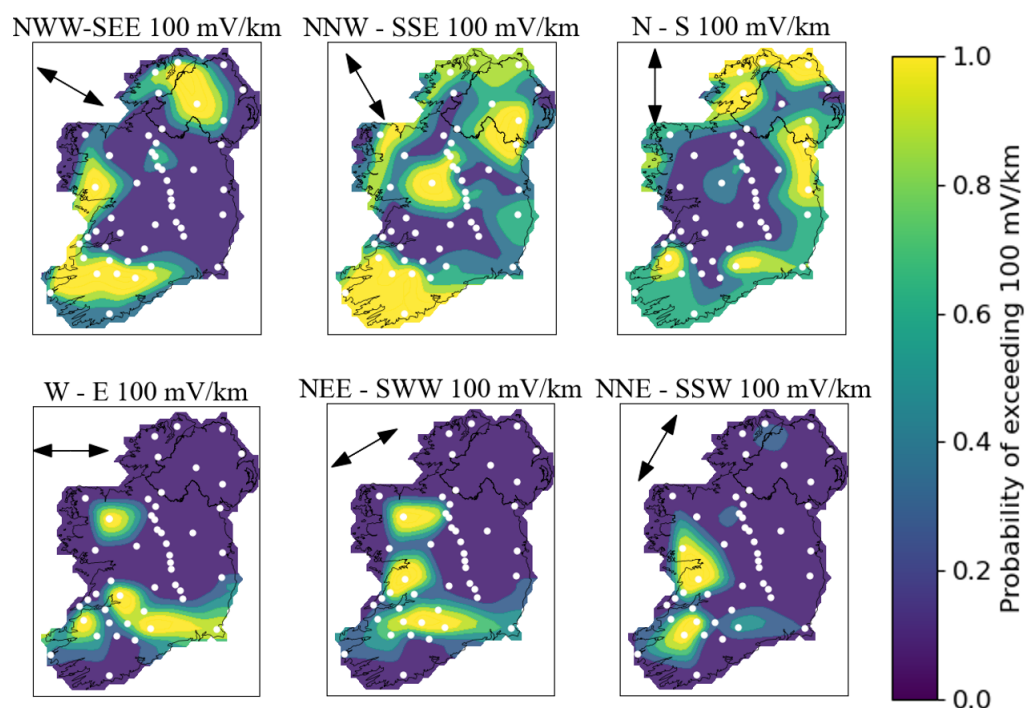 NWW-SEE 100 mV/km
NNW - SSE 100 mV/km
N - S 100 mV/km
W - E 100 mV/km
NEE - SWW 100 mV/km
NNE - SSW 100 mV/km
1.0
0.8
0.6
0.4
0.2
0.0
Probability of exceeding 100 mV/km